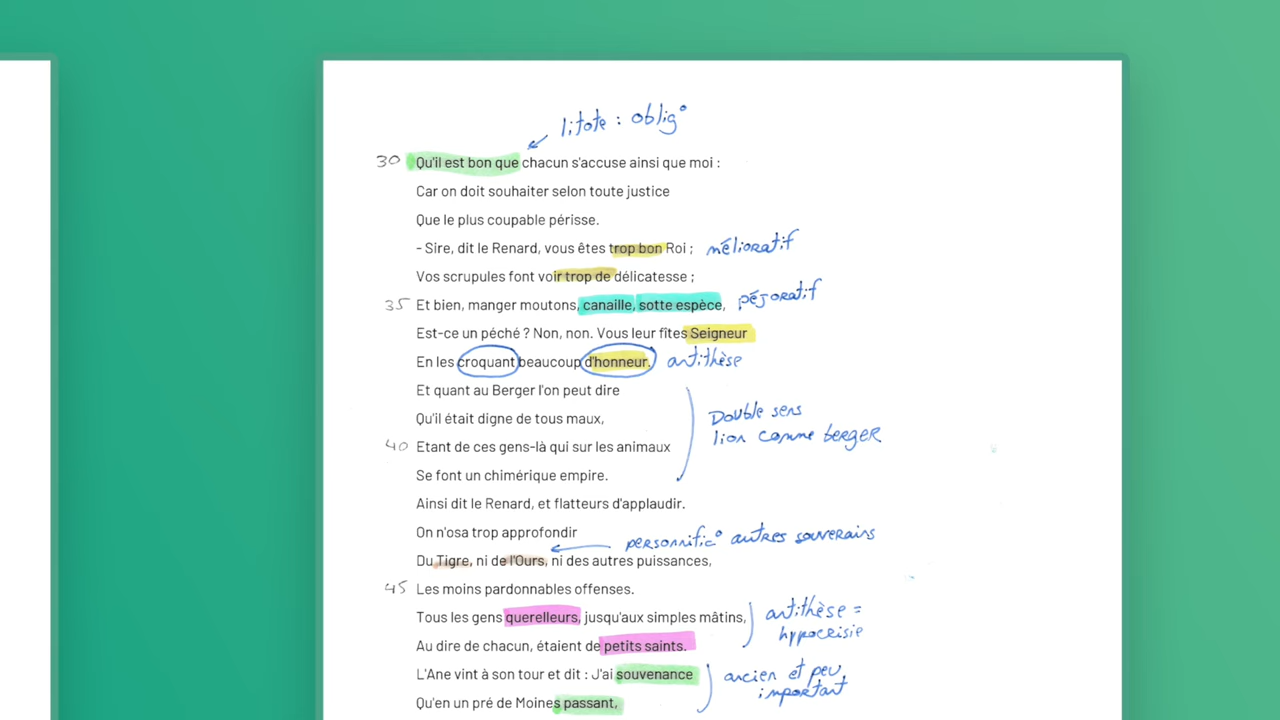 litote : oblig°
30 Qu'il est bon que chacun s'accuse ainsi que moi :
Car on doit souhaiter selon toute justice
Que le plus coupable périsse.
- Sire, dit le Renard, vous êtes trop bon Roi ; mélioratif
Vos scrupules font voir trop de délicatesse ;
35 Et bien, manger moutons, canaille, sotte espèce, péjoratif
Est-ce un péché ? Non, non. Vous leur fîtes Seigneur
En les croquant beaucoup d'honneur. antithèse
Et quant au Berger l'on peut dire
Qu'il était digne de tous maux,
Double sens
lion comme berger
40 Etant de ces gens-là qui sur les animaux
Se font un chimérique empire.
Ainsi dit le Renard, et flatteurs d'applaudir.
On n'osa trop approfondir
personnific° autres souverains
Du Tigre, ni de l'Ours, ni des autres puissances,
45 Les moins pardonnables offenses.
Tous les gens querelleurs, jusqu'aux simples mâtins,
Au dire de chacun, étaient de petits saints.
antithèse =
hypocrisie
L'Ane vint à son tour et dit : J'ai souvenance
Qu'en un pré de Moines passant,
ancien et peu
important